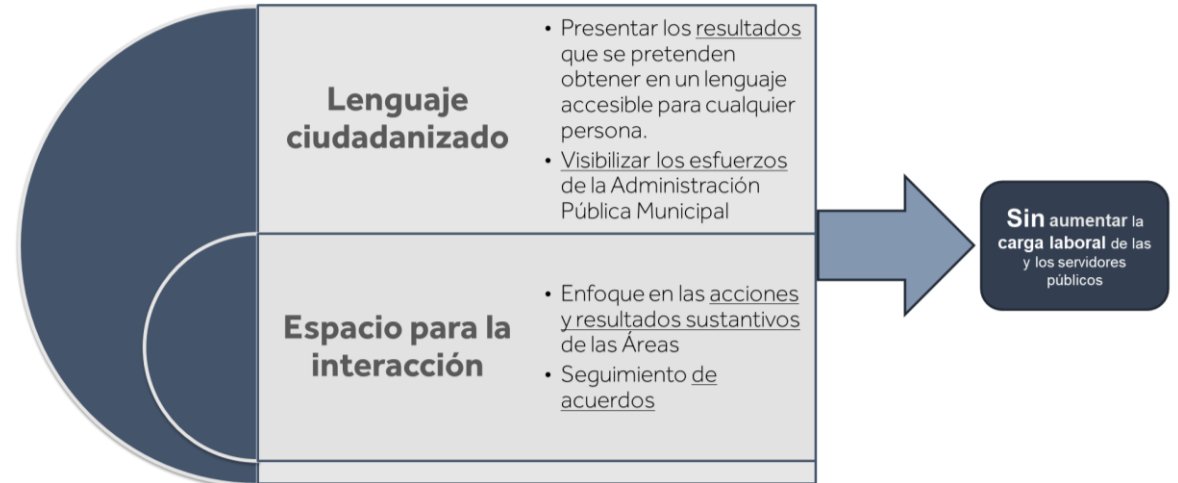 Lenguaje
ciudadanizado
• Presentar los resultados
que se pretenden
obtener en un lenguaje
accesible para cualquier
persona.
• Visibilizar los esfuerzos
de la Administración
Pública Municipal
Espacio para la
interacción
• Enfoque en las acciones
y resultados sustantivos
de las Áreas
• Seguimiento de
acuerdos
Sin aumentar la
carga laboral de las
y los servidores
públicos